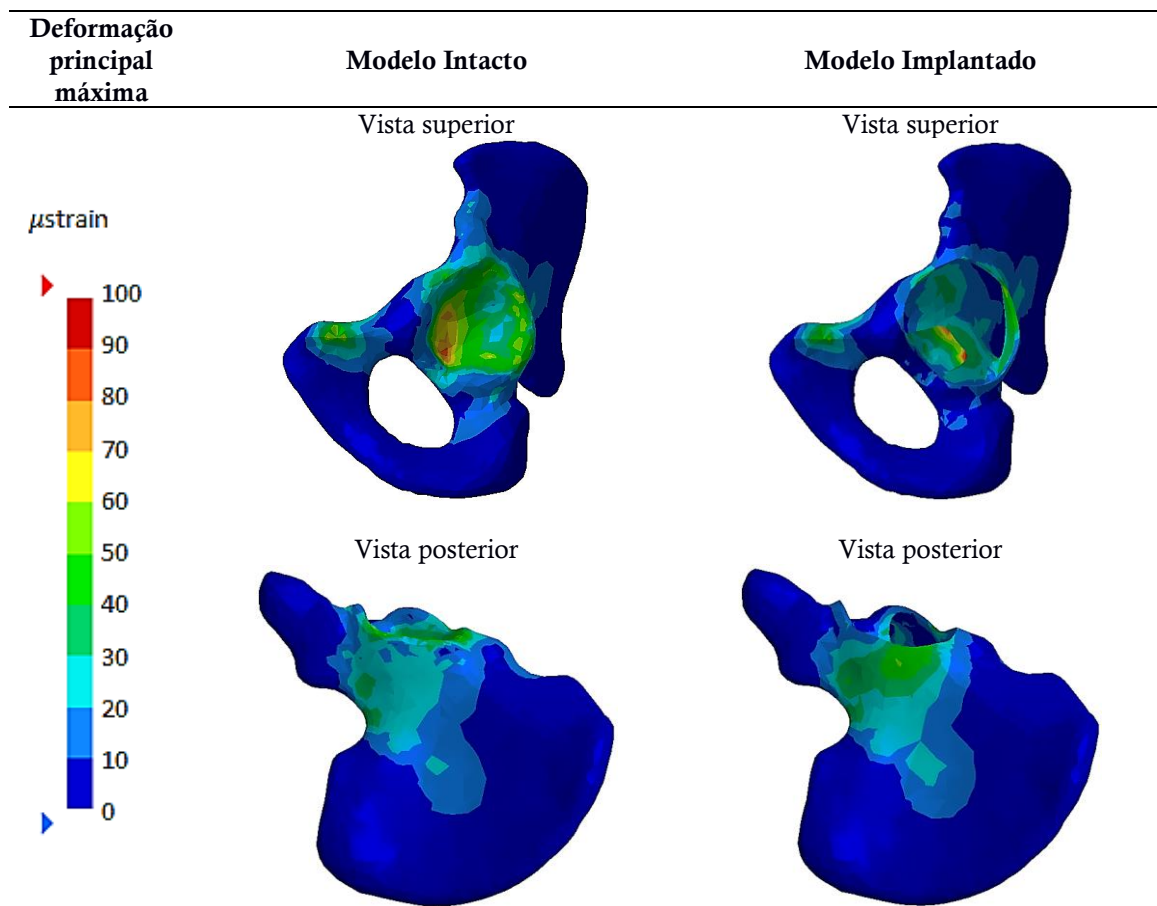 Deformação
principal
máxima
Modelo Intacto
Modelo Implantado
Vista superior
Vista superior
µstrain
100
90
80
70
60
50
40
30
20
10
0
Vista posterior
Vista posterior